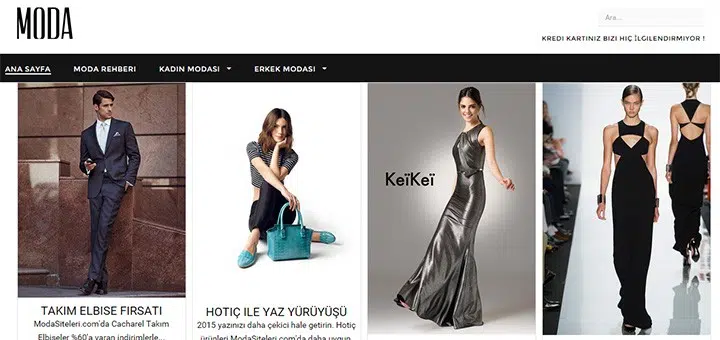 MODA
Ara...
KREDI KARTINIZ BIZI HIÇ İLGILENDIRMIYOR !
ANA SAYFA
MODA REHBERI
KADIN MODASI
ERKEK MODASI
KeïKeï
TAKIM ELBISE FIRSATI
ModaSiteleri.com'da Cacharel Takım
Elbiseler %60'a varan indirimlerle...
HOTIÇ ILE YAZ YÜRÜYÜŞÜ
2015 yazınızı daha çekici hale getirin. Hotiç
ürünleri ModaSiteleri.com'da daha uygun